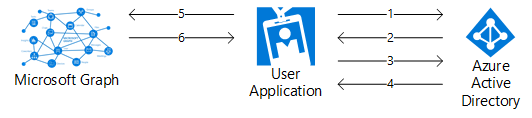 5
1
6
2
3
4
Microsoft Graph
User
Application
Azure
Active
Directory